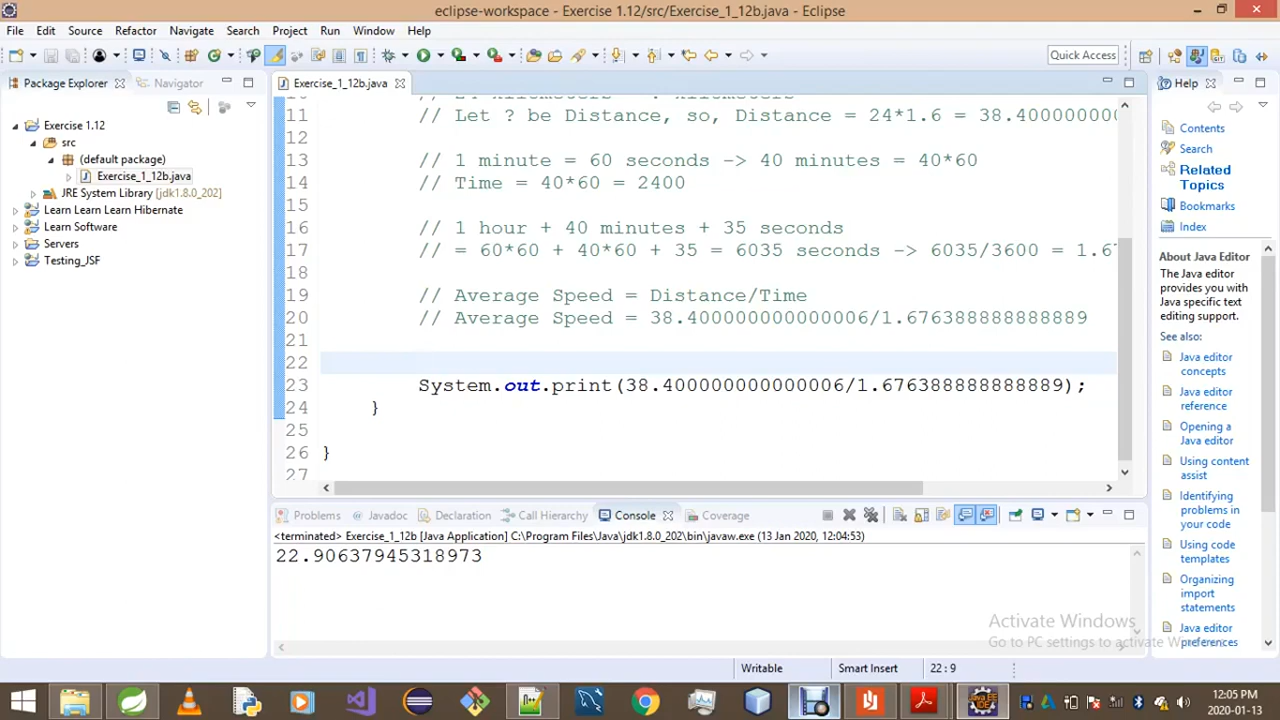 eclipse-workspace - Exercise 1.12/src/Exercise_1_12b.java - Eclipse
File Edit Source Refactor Navigate Search Project Run Window Help
Quick Access
Package Explorer
Navigator
Exercise 1.12
src
(default package)
Exercise_1_12b.java
JRE System Library [jdk1.8.0_202]
Learn Learn Learn Hibernate
Learn Software
Servers
Testing_JSF
Exercise_1_12b.java
11 // Let ? be Distance, so, Distance = 24*1.6 = 38.4000000
12
13 // 1 minute = 60 seconds -> 40 minutes = 40*60
14 // Time = 40*60 = 2400
15
16 // 1 hour + 40 minutes + 35 seconds
17 // = 60*60 + 40*60 + 35 = 6035 seconds -> 6035/3600 = 1.67
18
19 // Average Speed = Distance/Time
20 // Average Speed = 38.400000000000006/1.676388888888889
21
22
23 System.out.print(38.400000000000006/1.676388888888889);
24 }
25
26 }
27
Problems Javadoc Declaration Call Hierarchy Console Coverage
<terminated> Exercise_1_12b [Java Application] C:\Program Files\Java\jdk1.8.0_202\bin\javaw.exe (13 Jan 2020, 12:04:53)
22.90637945318973
Help
Contents
Search
Related
Topics
Bookmarks
Index
About Java Editor
The Java editor
provides you with
Java specific text
editing support.
See also:
Java editor
concepts
Java editor
reference
Opening a
Java editor
Using content
assist
Identifying
problems in
your code
Using code
templates
Organizing
import
statements
Java editor
preferences
Activate Windows
Go to PC settings to activate Windows.
Writable
Smart Insert
22 : 9
12:05 PM
2020-01-13